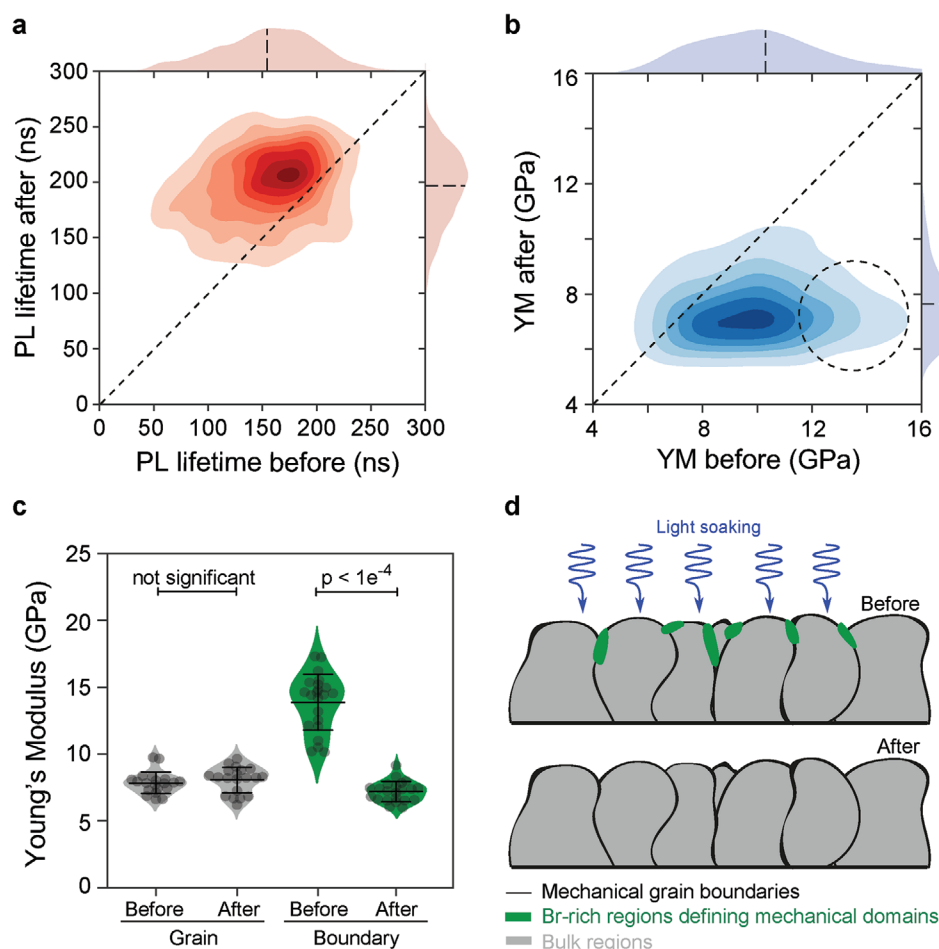 a
300
250
200
150
100
50
0
PL lifetime after (ns)
0 50 100 150 200 250 300
PL lifetime before (ns)
b
16
12
8
4
YM after (GPa)
4 8 12 16
YM before (GPa)
c
25
20
15
10
5
0
Young's Modulus (GPa)
not significant
p < 1e⁻⁴
Before After Before After
Grain Boundary
d
Light soaking
Before
After
Mechanical grain boundaries
Br-rich regions defining mechanical domains
Bulk regions